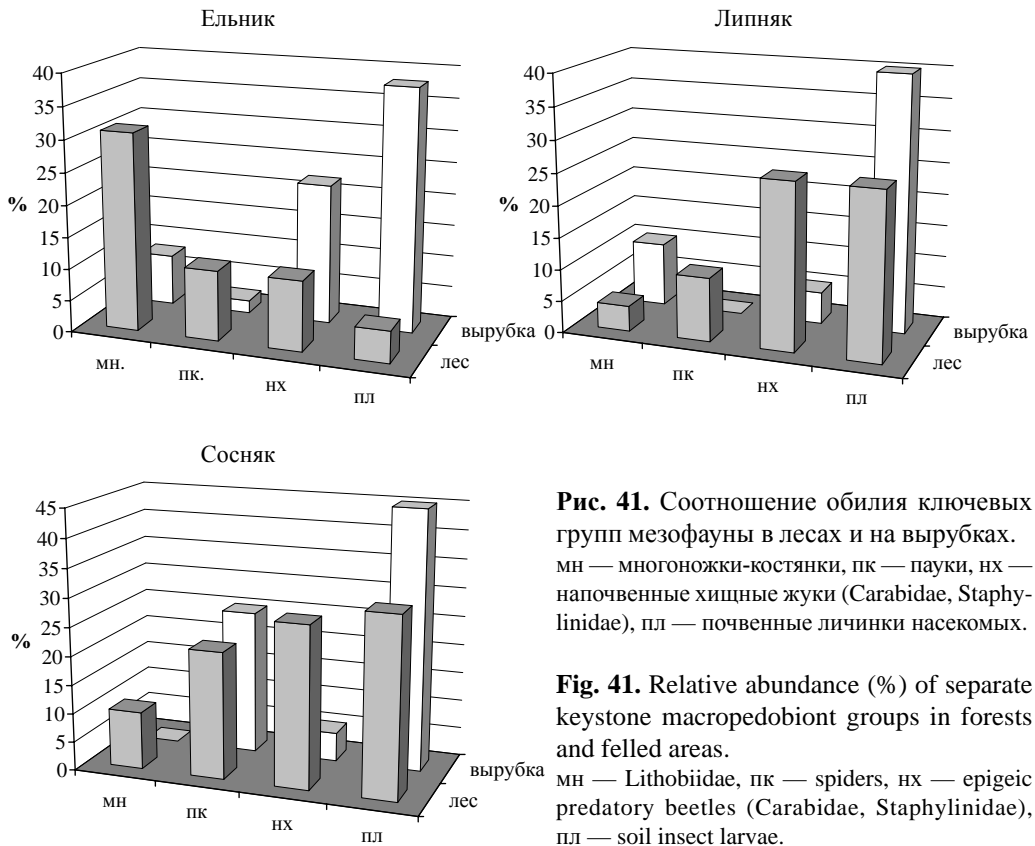 Ельник
40
35
30
25
20
15
10
5
0
%
мн.
пк.
нх
пл
вырубка
лес
Липняк
40
35
30
25
20
15
10
5
0
%
мн
пк
нх
пл
вырубка
лес
Сосняк
45
40
35
30
25
20
15
10
5
0
%
мн
пк
нх
пл
вырубка
лес
Рис. 41. Соотношение обилия ключевых
групп мезофауны в лесах и на вырубках.
мн — многоножки-костянки, пк — пауки, нх —
напочвенные хищные жуки (Carabidae, Staphy-
linidae), пл — почвенные личинки насекомых.
Fig. 41. Relative abundance (%) of separate
keystone macropedobiont groups in forests
and felled areas.
мн — Lithobiidae, пк — spiders, нх — epigeic
predatory beetles (Carabidae, Staphylinidae),
пл — soil insect larvae.